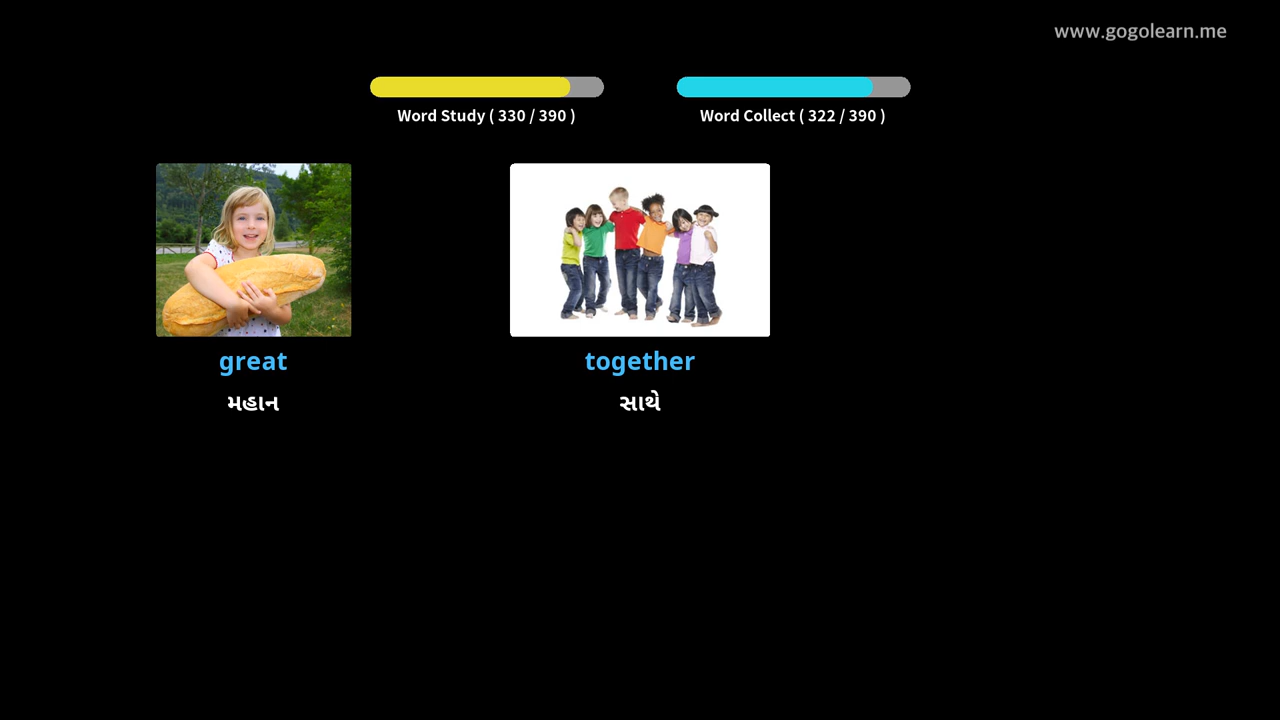 www.gogolearn.me
Word Study ( 330 / 390 )
Word Collect ( 322 / 390 )
great
together
મહાન
સાથે